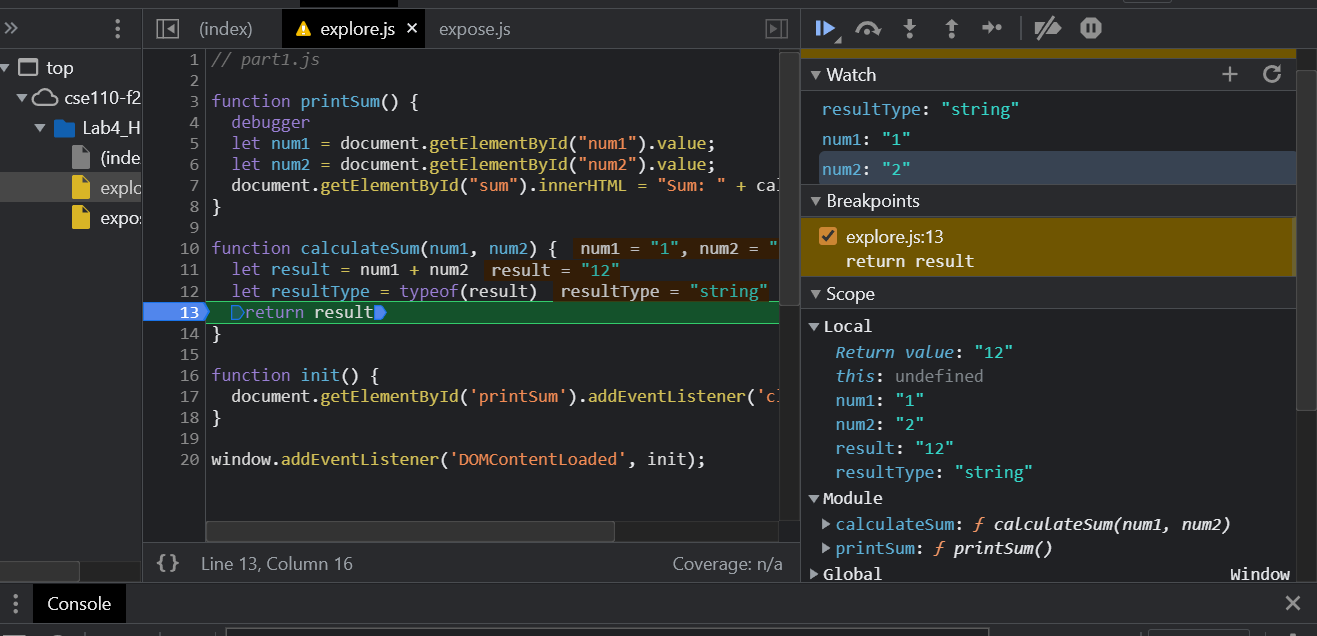 (index)
explore.js
expose.js
top
cse110-f2
Lab4_H
(inde
explo
expo
1 // part1.js
2
3 function printSum() {
4 debugger
5 let num1 = document.getElementById("num1").value;
6 let num2 = document.getElementById("num2").value;
7 document.getElementById("sum").innerHTML = "Sum: " + cal
8 }
9
10 function calculateSum(num1, num2) { num1 = "1", num2 = "
11 let result = num1 + num2 result = "12"
12 let resultType = typeof(result) resultType = "string"
13 return result
14 }
15
16 function init() {
17 document.getElementById('printSum').addEventListener('cl
18 }
19
20 window.addEventListener('DOMContentLoaded', init);
{} Line 13, Column 16
Coverage: n/a
Watch
resultType: "string"
num1: "1"
num2: "2"
Breakpoints
explore.js:13
return result
Scope
Local
Return value: "12"
this: undefined
num1: "1"
num2: "2"
result: "12"
resultType: "string"
Module
calculateSum: ƒ calculateSum(num1, num2)
printSum: ƒ printSum()
Global Window
Console